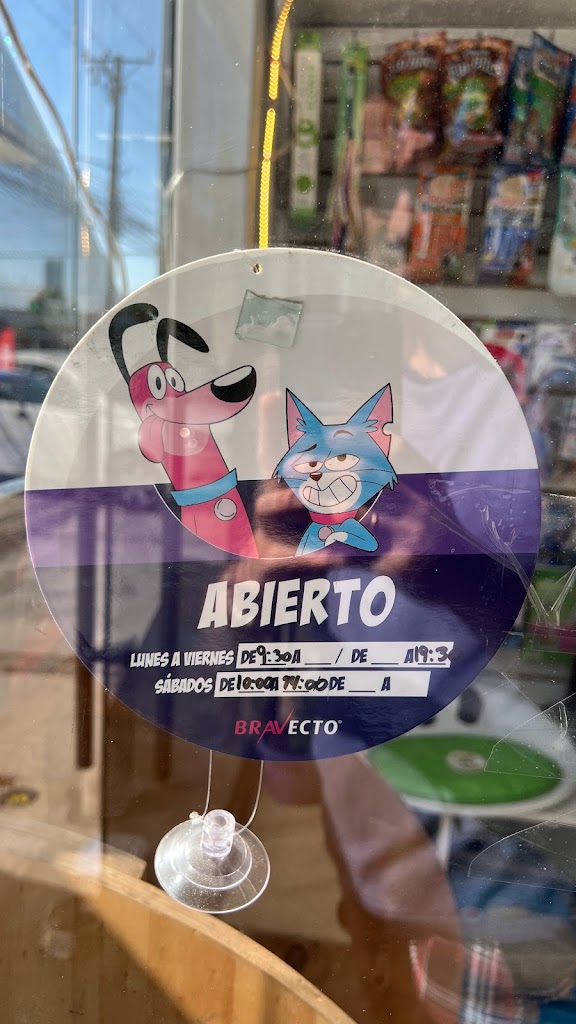 ABIERTO
LUNES A VIERNES DE 9:30 A ___ / DE ___ A 19:30
SÁBADOS DE 10:00 A 14:00 DE ___ A
BRAVECTO®